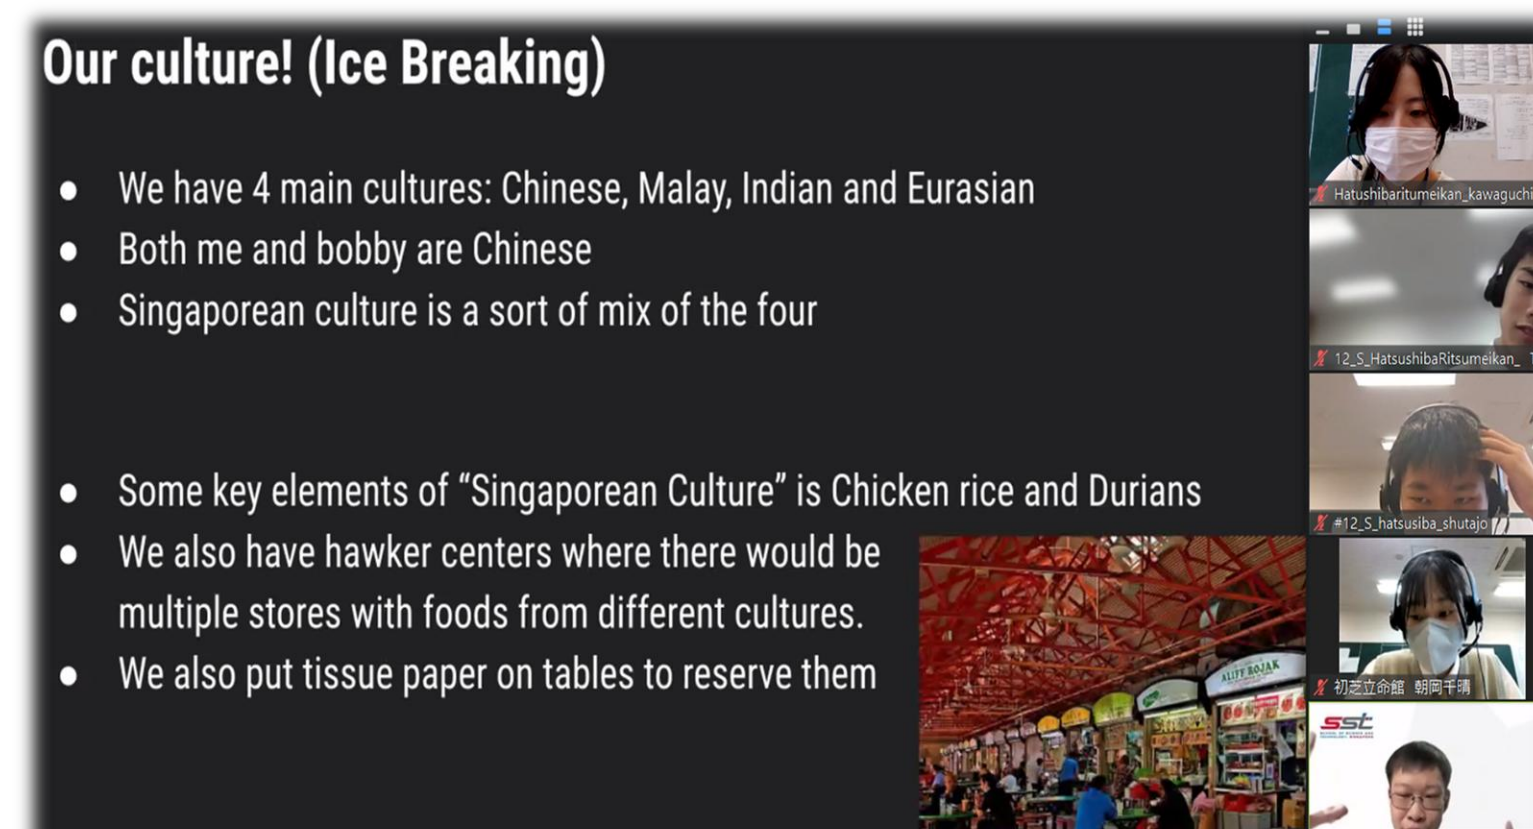 Our culture! (Ice Breaking)
● We have 4 main cultures: Chinese, Malay, Indian and Eurasian
● Both me and bobby are Chinese
● Singaporean culture is a sort of mix of the four
● Some key elements of “Singaporean Culture” is Chicken rice and Durians
● We also have hawker centers where there would be
multiple stores with foods from different cultures.
● We also put tissue paper on tables to reserve them
ALIFF ROJAK
Hatushibaritumeikan_kawaguchi
12_S_HatsushibaRitsumeikan_
#12_S_hatsusiba_shutajo
初芝立命館 朝岡千晴
sst